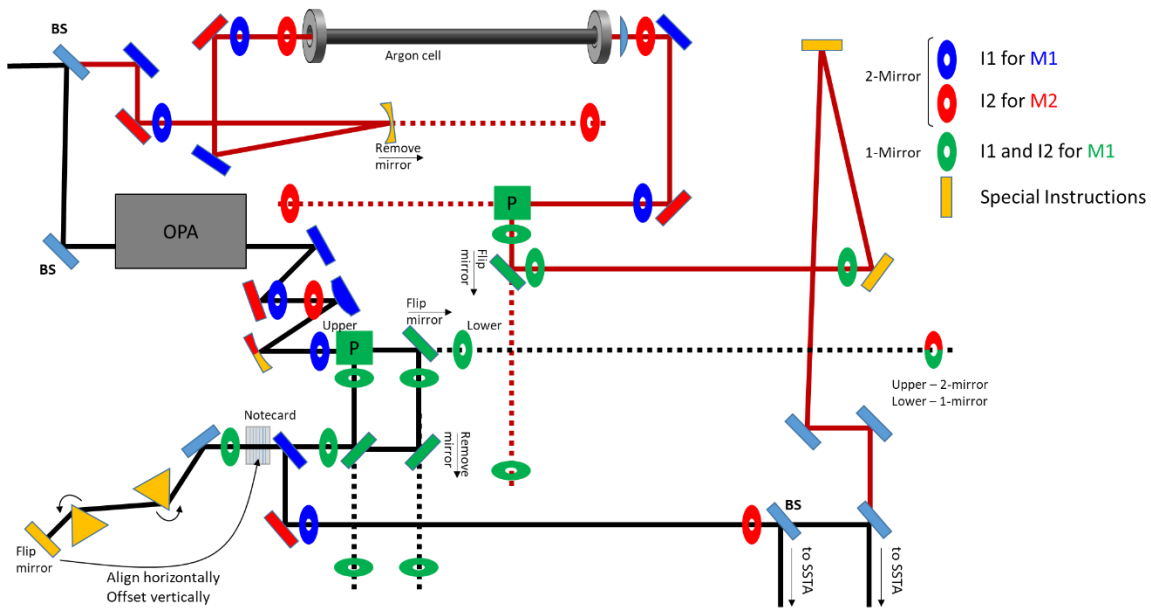 BS
Argon cell
2-Mirror
I1 for M1
I2 for M2
1-Mirror
I1 and I2 for M1
Special Instructions
Remove
mirror
P
OPA
BS
Flip
mirror
Flip
mirror
Upper
Lower
P
Upper – 2-mirror
Lower – 1-mirror
Notecard
Remove
mirror
BS
Flip
mirror
Align horizontally
Offset vertically
to SSTA
to SSTA